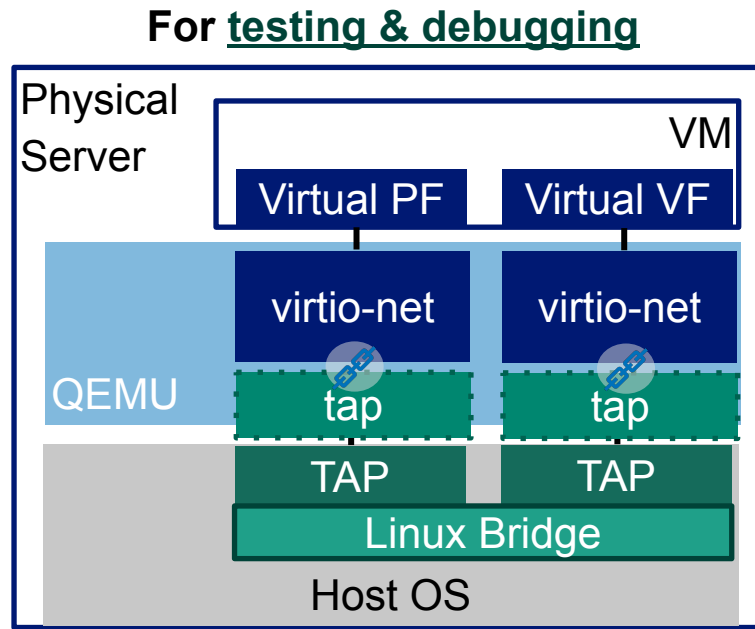 For testing & debugging
Physical
Server
VM
Virtual PF
Virtual VF
virtio-net
virtio-net
QEMU
tap
tap
TAP
TAP
Linux Bridge
Host OS